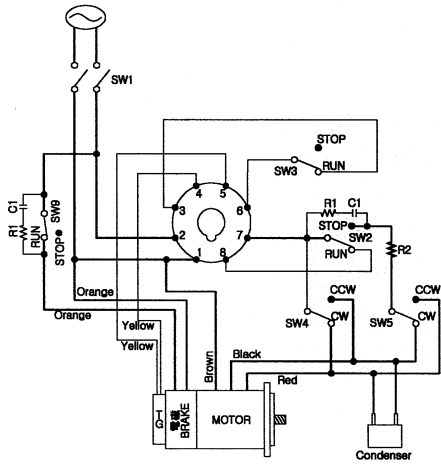 SW1
STOP
RUN
SW3
4
5
3
6
2
7
1
8
C1
R1
SW9
RUN
STOP
R1
C1
STOP
SW2
RUN
R2
CCW
CW
SW4
CCW
CW
SW5
Orange
Orange
Yellow
Yellow
Brown
Black
Red
TG
電磁
BRAKE
MOTOR
Condenser